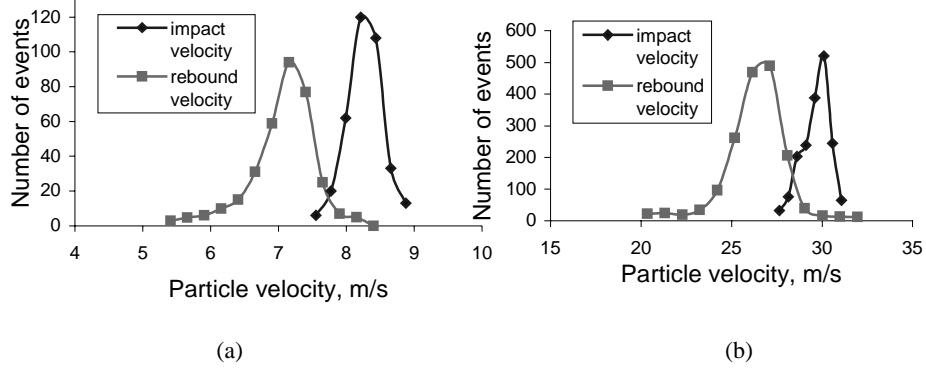 Number of events
120
100
80
60
40
20
0
4 5 6 7 8 9 10
Particle velocity, m/s
impact
velocity
rebound
velocity
(a)
Number of events
600
500
400
300
200
100
0
15 20 25 30 35
Particle velocity, m/s
impact
velocity
rebound
velocity
(b)